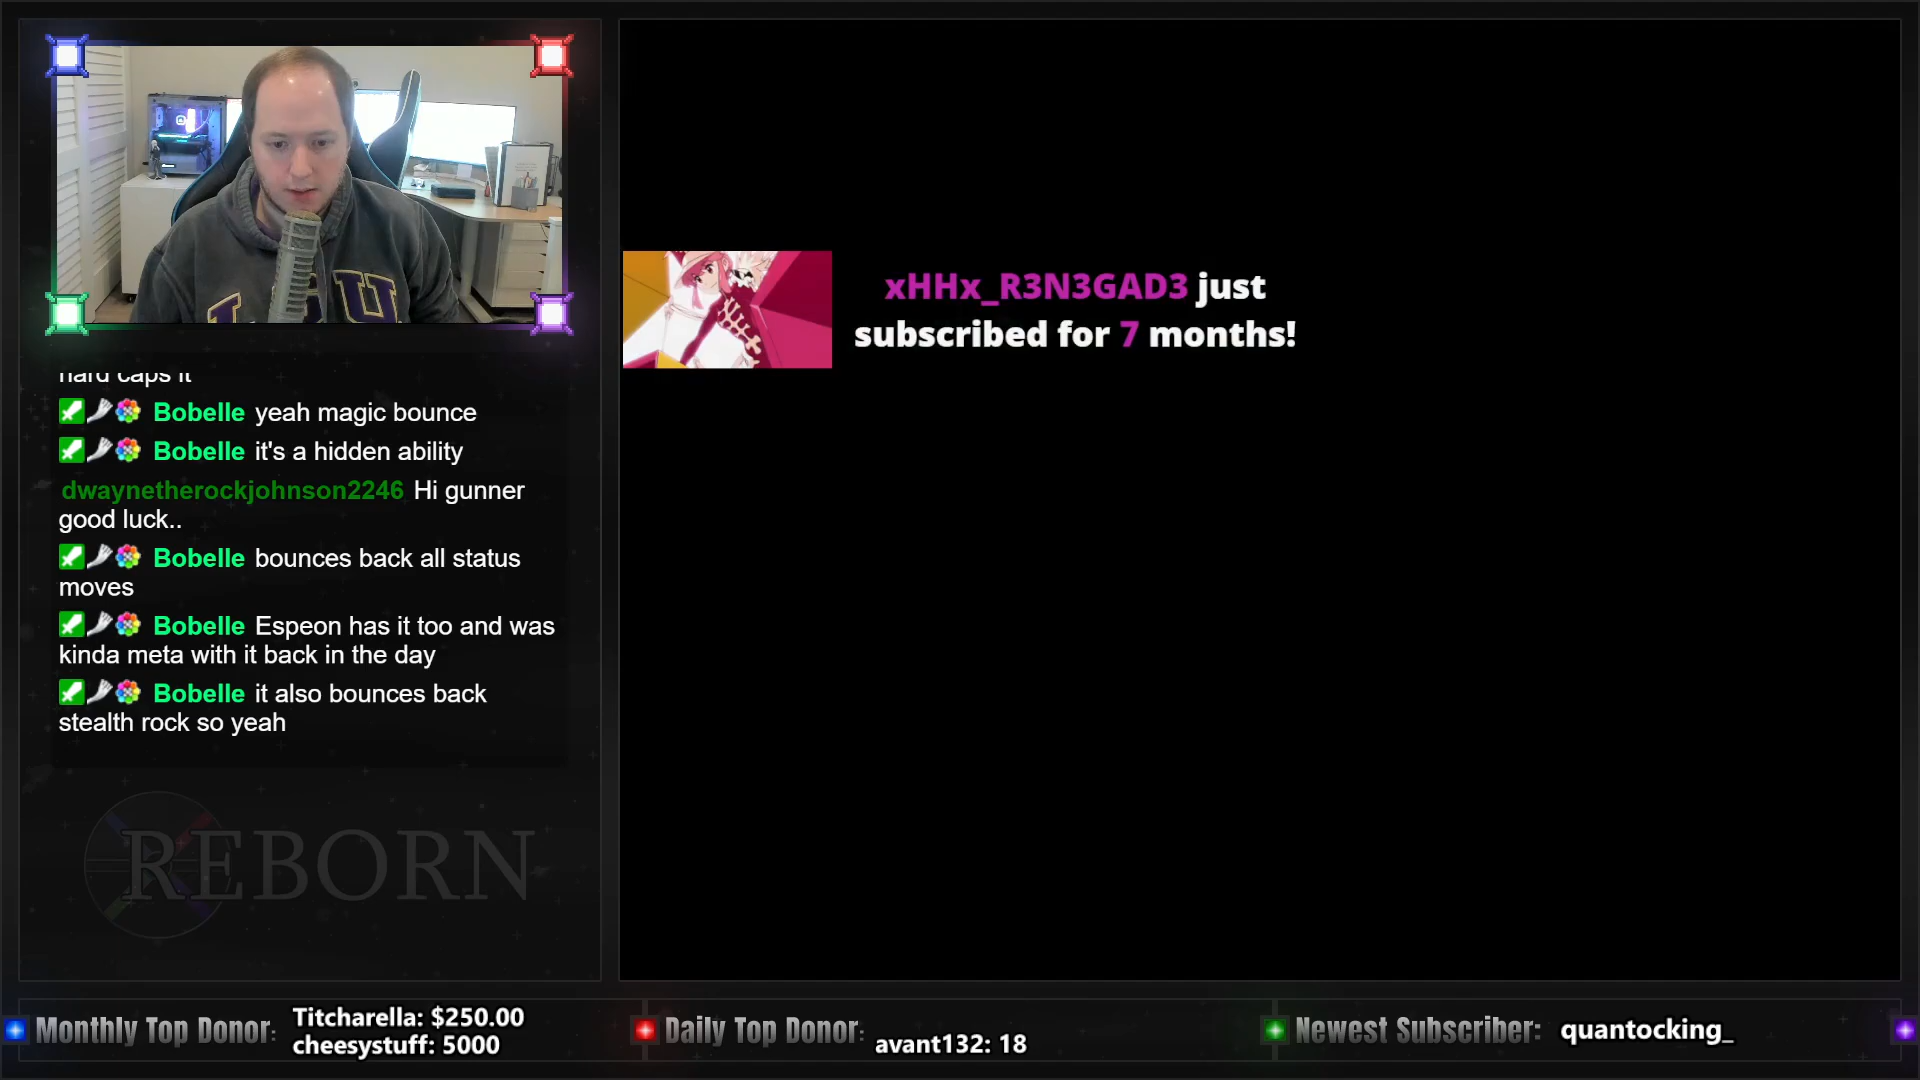 hard caps it
Bobelle yeah magic bounce
Bobelle it's a hidden ability
dwaynetherockjohnson2246 Hi gunner
good luck..
Bobelle bounces back all status
moves
Bobelle Espeon has it too and was
kinda meta with it back in the day
Bobelle it also bounces back
stealth rock so yeah
REBORN
xHHx_R3N3GAD3 just
subscribed for 7 months!
Monthly Top Donor:
Titcharella: $250.00
cheesystuff: 5000
Daily Top Donor:
avant132: 18
Newest Subscriber:
quantocking_